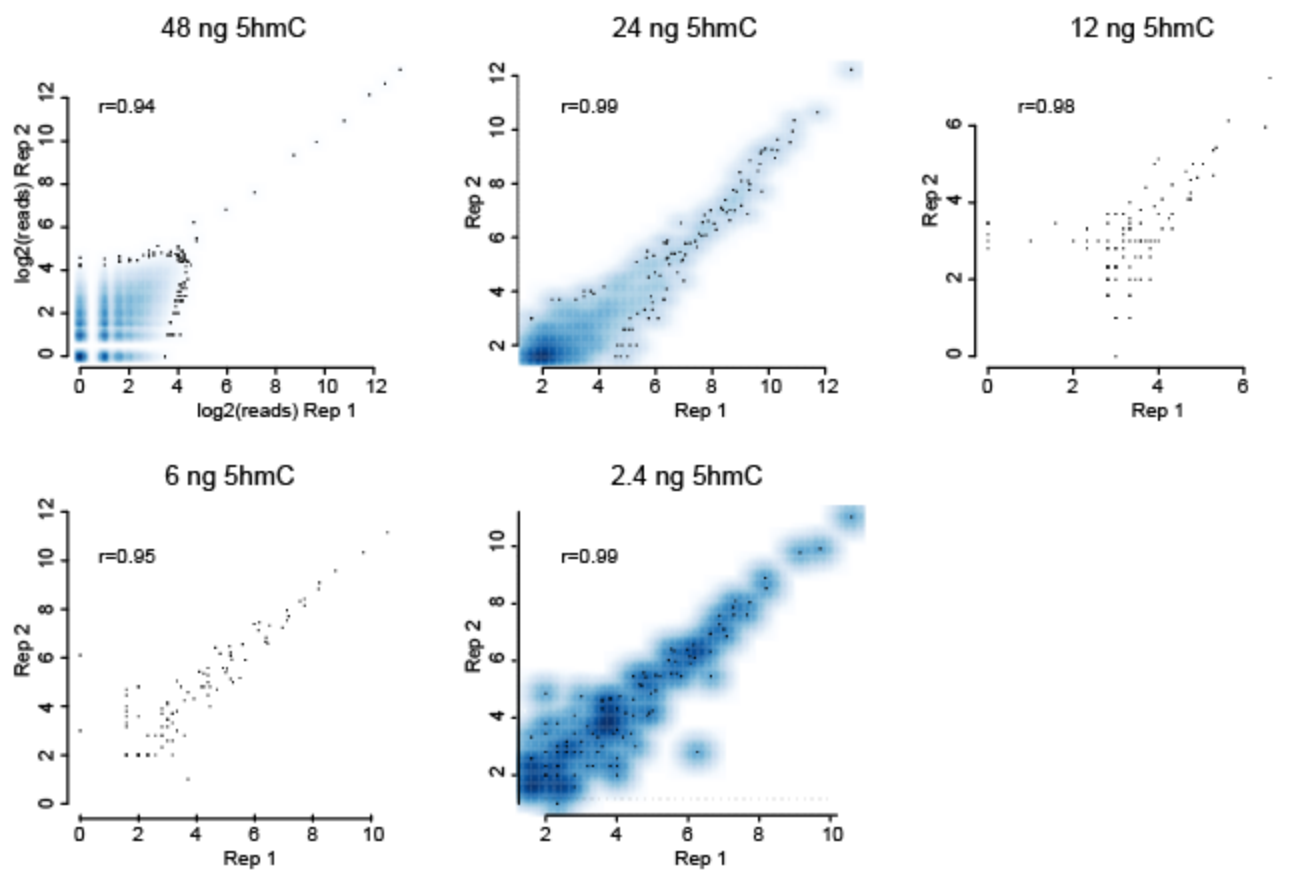 48 ng 5hmC
24 ng 5hmC
12 ng 5hmC
r=0.94
r=0.99
r=0.98
log2(reads) Rep 2
0 2 4 6 8 10 12
0 2 4 6 8 10 12
log2(reads) Rep 1
Rep 2
2 4 6 8 10 12
2 4 6 8 10 12
Rep 1
Rep 2
0 2 4 6
0 2 4 6
Rep 1
6 ng 5hmC
2.4 ng 5hmC
r=0.95
r=0.99
Rep 2
0 2 4 6 8 10 12
0 2 4 6 8 10
Rep 1
Rep 2
2 4 6 8 10
2 4 6 8 10
Rep 1